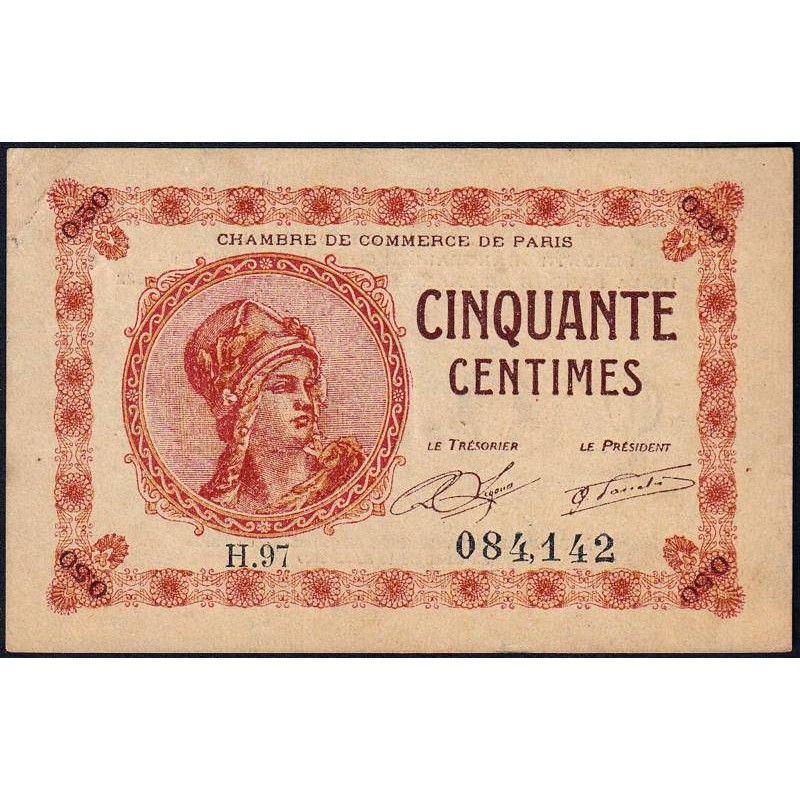 0.50 0.50
CHAMBRE DE COMMERCE DE PARIS
CINQUANTE
CENTIMES
LE TRÉSORIER LE PRÉSIDENT
H.97 084,142
0.50 0.50